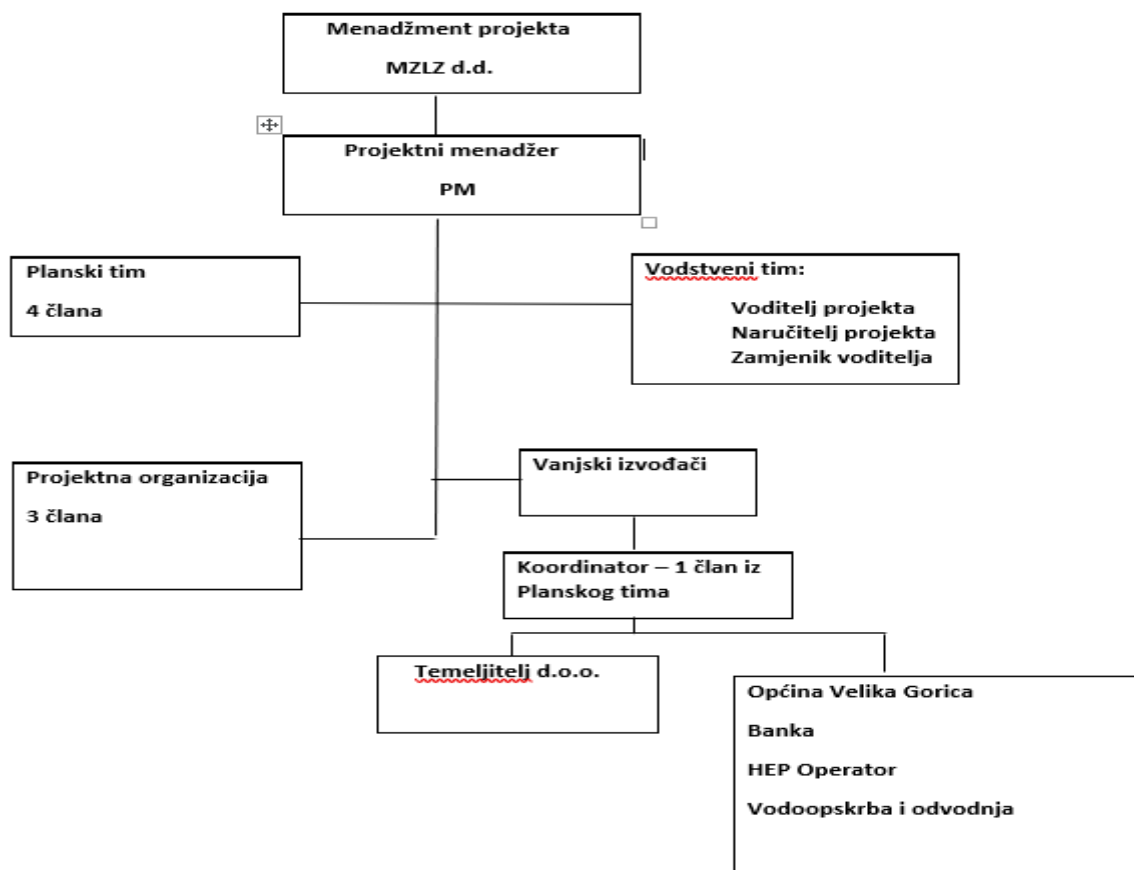 Menadžment projekta
MZLZ d.d.
Projektni menadžer
PM
Planski tim
4 člana
Vodstveni tim:
Voditelj projekta
Naručitelj projekta
Zamjenik voditelja
Projektna organizacija
3 člana
Vanjski izvođači
Koordinator – 1 član iz
Planskog tima
Temeljitelj d.o.o.
Općina Velika Gorica
Banka
HEP Operator
Vodoopskrba i odvodnja